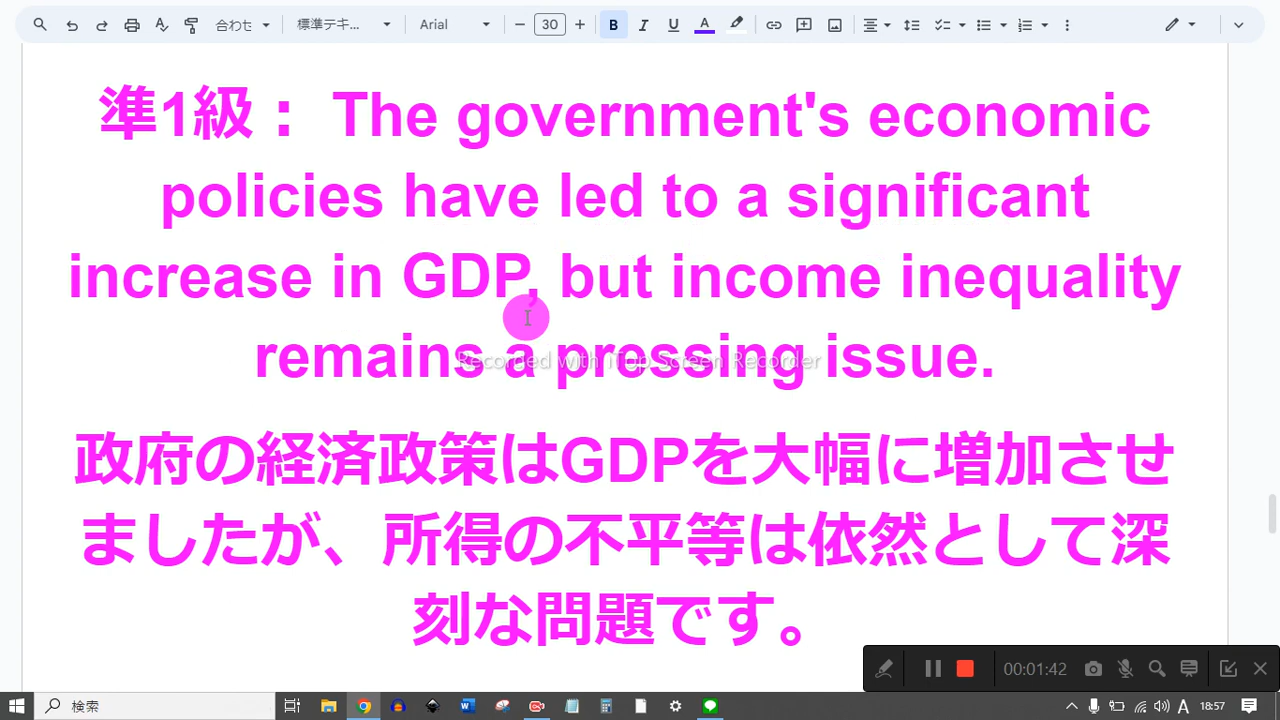 合わせ
標準テキ...
Arial
30
準1級： The government's economic
policies have led to a significant
increase in GDP, but income inequality
remains a pressing issue.
Recorded with iTop Screen Recorder
政府の経済政策はGDPを大幅に増加させ
ましたが、所得の不平等は依然として深
刻な問題です。
00:01:42
検索
A
18:57